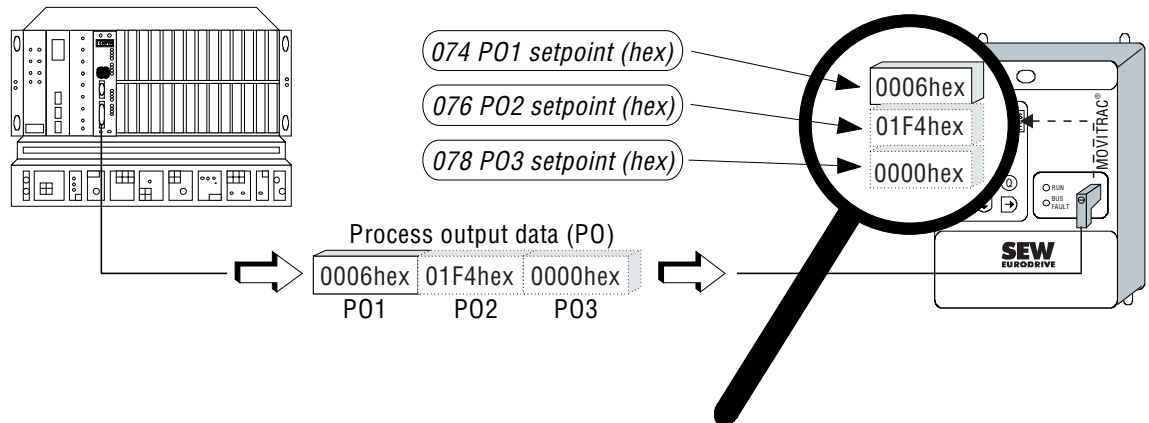 074 PO1 setpoint (hex)
076 PO2 setpoint (hex)
078 PO3 setpoint (hex)
0006hex
01F4hex
0000hex
MOVITRAC®
Q
RUN
BUS
FAULT
SEW
EURODRIVE
Process output data (PO)
0006hex 01F4hex 0000hex
PO1 PO2 PO3